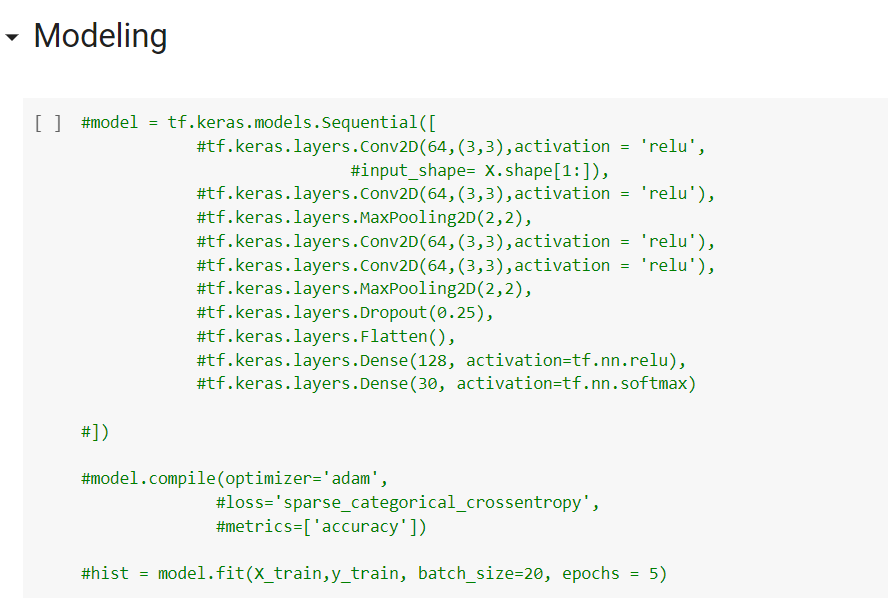 Modeling
[ ] #model = tf.keras.models.Sequential([
#tf.keras.layers.Conv2D(64,(3,3),activation = 'relu',
#input_shape= X.shape[1:]),
#tf.keras.layers.Conv2D(64,(3,3),activation = 'relu'),
#tf.keras.layers.MaxPooling2D(2,2),
#tf.keras.layers.Conv2D(64,(3,3),activation = 'relu'),
#tf.keras.layers.Conv2D(64,(3,3),activation = 'relu'),
#tf.keras.layers.MaxPooling2D(2,2),
#tf.keras.layers.Dropout(0.25),
#tf.keras.layers.Flatten(),
#tf.keras.layers.Dense(128, activation=tf.nn.relu),
#tf.keras.layers.Dense(30, activation=tf.nn.softmax)
#])
#model.compile(optimizer='adam',
#loss='sparse_categorical_crossentropy',
#metrics=['accuracy'])
#hist = model.fit(X_train,y_train, batch_size=20, epochs = 5)